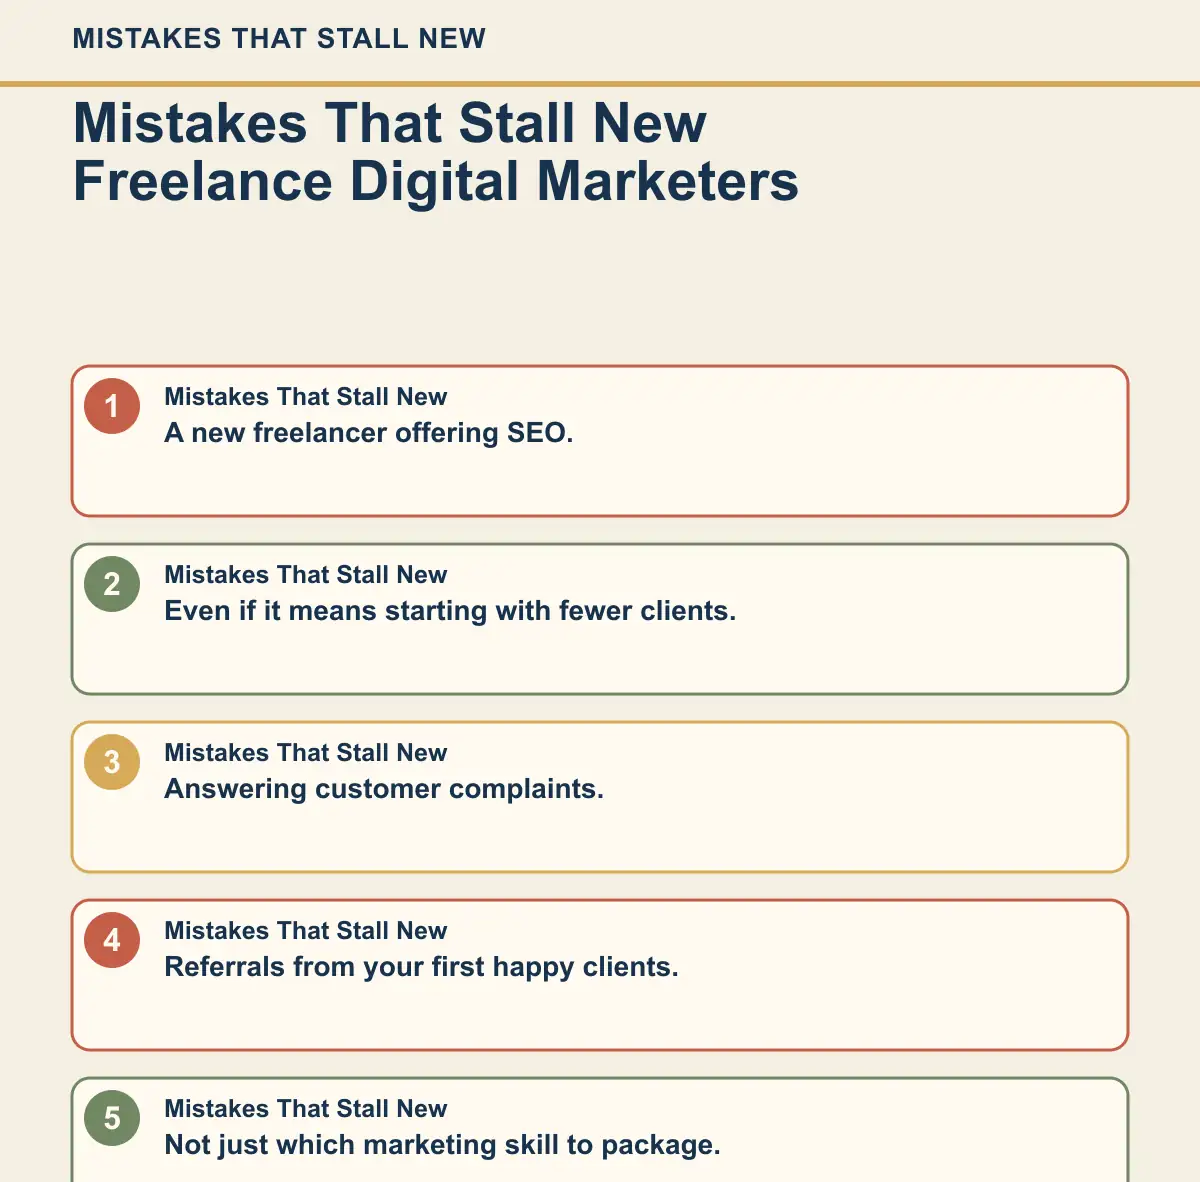 MISTAKES THAT STALL NEW
Mistakes That Stall New
Freelance Digital Marketers
1
Mistakes That Stall New
A new freelancer offering SEO.
2
Mistakes That Stall New
Even if it means starting with fewer clients.
3
Mistakes That Stall New
Answering customer complaints.
4
Mistakes That Stall New
Referrals from your first happy clients.
5
Mistakes That Stall New
Not just which marketing skill to package.